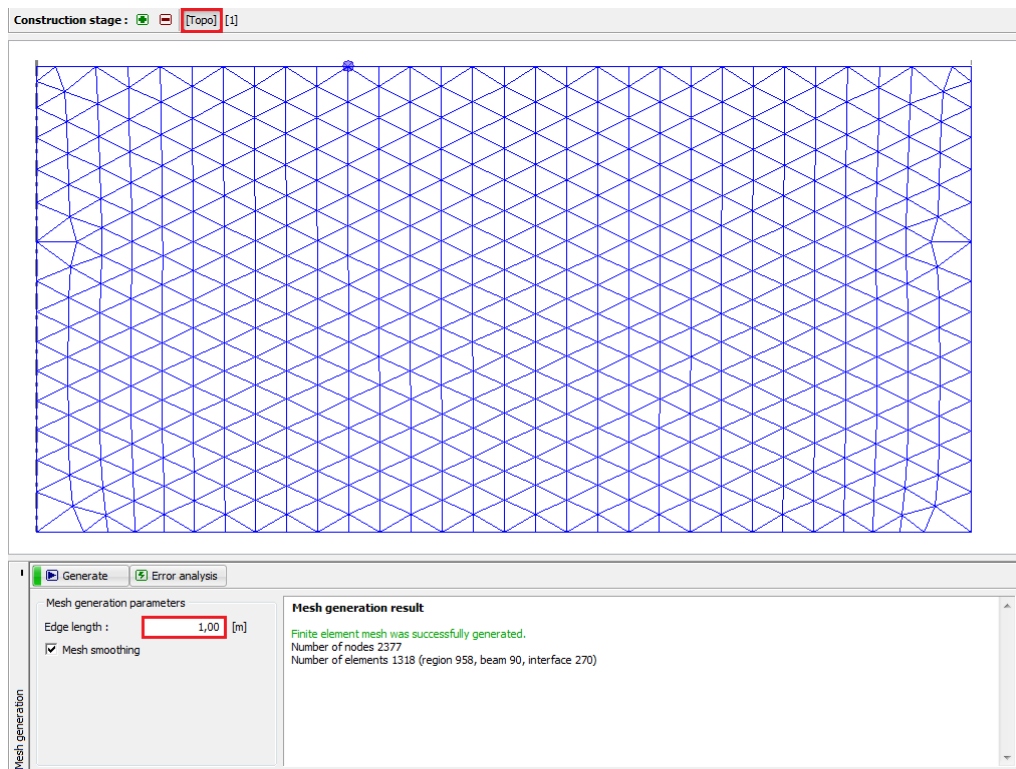 Construction stage : [Topo] [1]
Generate Error analysis
Mesh generation parameters
Edge length : 1,00 [m]
Mesh smoothing
Mesh generation result
Finite element mesh was successfully generated.
Number of nodes 2377
Number of elements 1318 (region 958, beam 90, interface 270)
Mesh generation